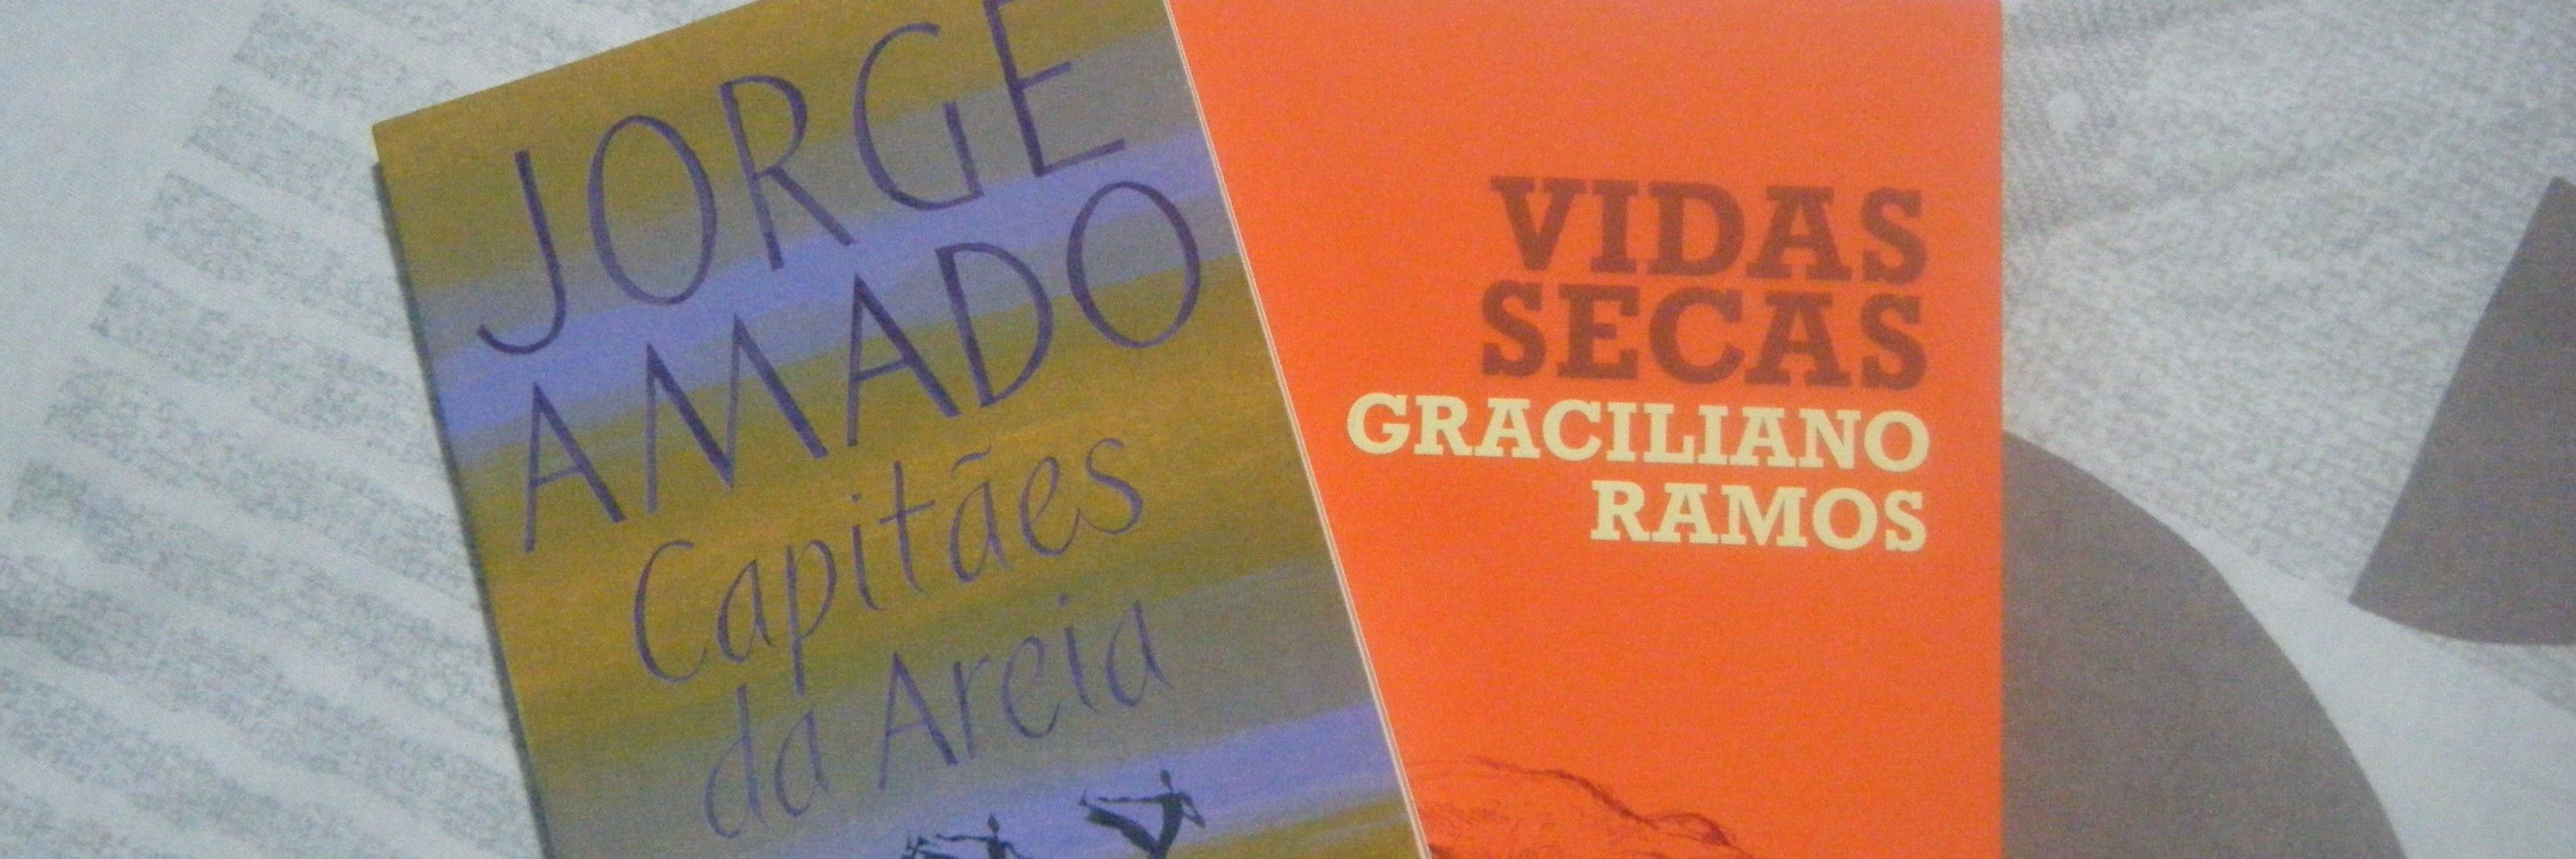 JORGE
AMADO
Capitães
da Areia
VIDAS
SECAS
GRACILIANO
RAMOS